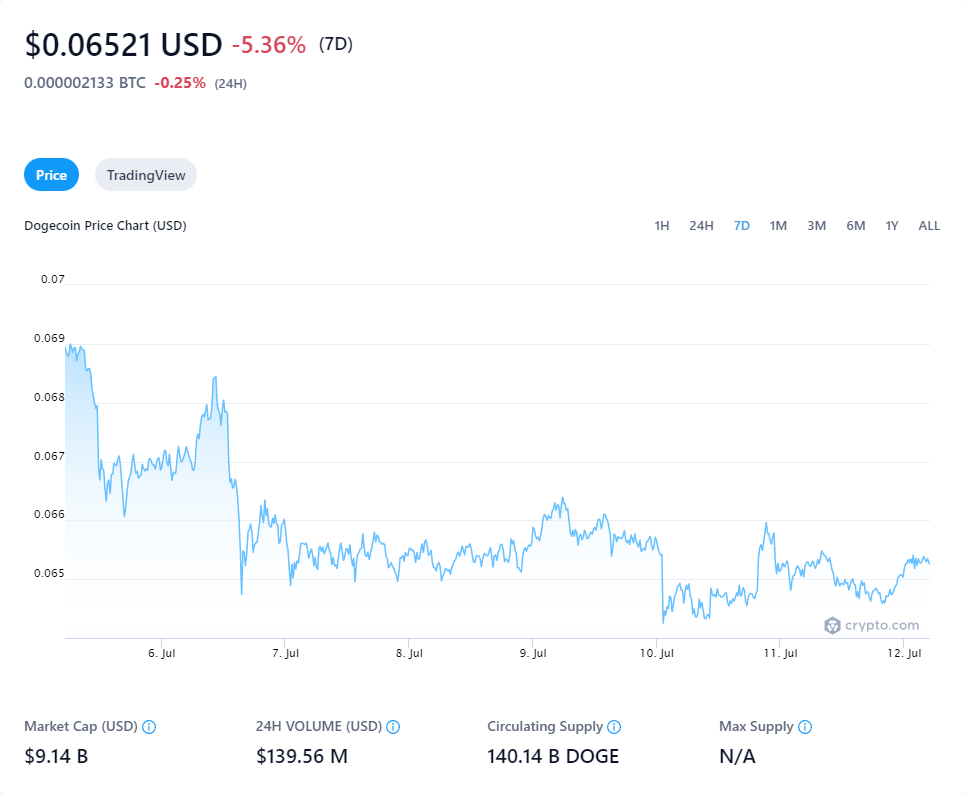 $0.06521 USD -5.36% (7D)
0.000002133 BTC -0.25% (24H)
Price TradingView
Dogecoin Price Chart (USD) 1H 24H 7D 1M 3M 6M 1Y ALL
0.07
0.069
0.068
0.067
0.066
0.065
crypto.com
6. Jul 7. Jul 8. Jul 9. Jul 10. Jul 11. Jul 12. Jul
Market Cap (USD) 24H VOLUME (USD) Circulating Supply Max Supply
$9.14 B $139.56 M 140.14 B DOGE N/A